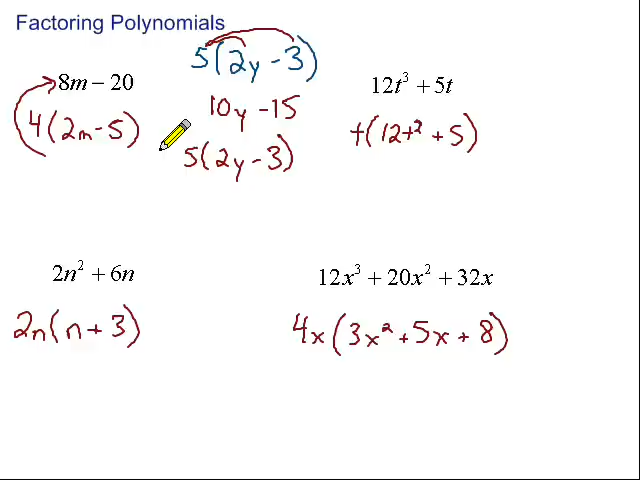 Factoring Polynomials
5(2y - 3)
8m − 20
10y - 15
12t³ + 5t
4(2m - 5)
5(2y - 3)
t(12t² + 5)
2n² + 6n
12x³ + 20x² + 32x
2n(n + 3)
4x(3x² + 5x + 8)